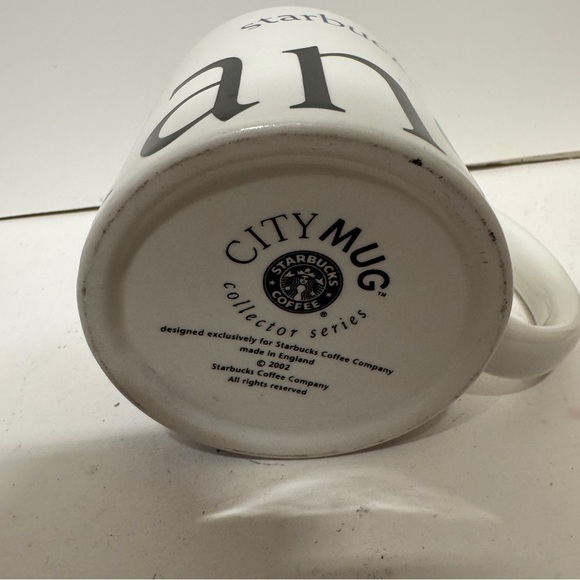 starbuc
an
CITY MUG™
STARBUCKS
COFFEE
®
collector series
designed exclusively for Starbucks Coffee Company
made in England
© 2002
Starbucks Coffee Company
All rights reserved